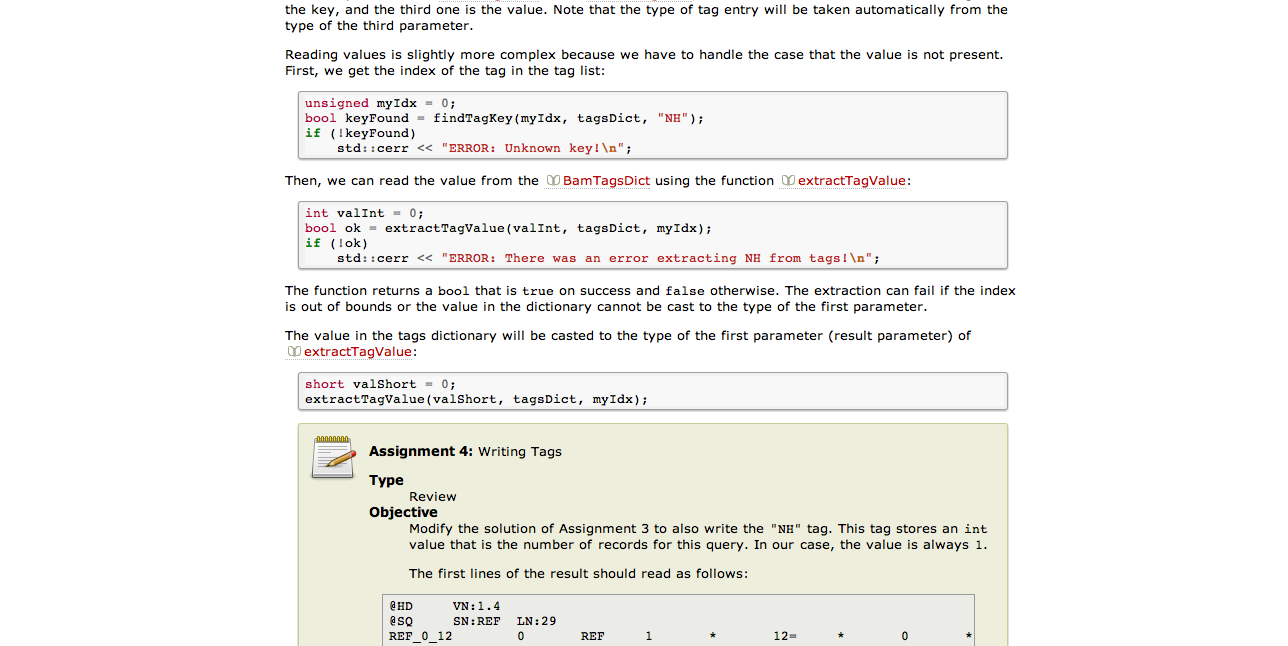 the key, and the third one is the value. Note that the type of tag entry will be taken automatically from the
type of the third parameter.
Reading values is slightly more complex because we have to handle the case that the value is not present.
First, we get the index of the tag in the tag list:
unsigned myIdx = 0;
bool keyFound = findTagKey(myIdx, tagsDict, "NH");
if (!keyFound)
    std::cerr << "ERROR: Unknown key!\n";
Then, we can read the value from the BamTagsDict using the function extractTagValue:
int valInt = 0;
bool ok = extractTagValue(valInt, tagsDict, myIdx);
if (!ok)
    std::cerr << "ERROR: There was an error extracting NH from tags!\n";
The function returns a bool that is true on success and false otherwise. The extraction can fail if the index
is out of bounds or the value in the dictionary cannot be cast to the type of the first parameter.
The value in the tags dictionary will be casted to the type of the first parameter (result parameter) of
extractTagValue:
short valShort = 0;
extractTagValue(valShort, tagsDict, myIdx);
Assignment 4: Writing Tags
Type
Review
Objective
Modify the solution of Assignment 3 to also write the "NH" tag. This tag stores an int
value that is the number of records for this query. In our case, the value is always 1.
The first lines of the result should read as follows:
@HD     VN:1.4
@SQ     SN:REF  LN:29
REF_0_12        0       REF     1       *       12=     *       0       *